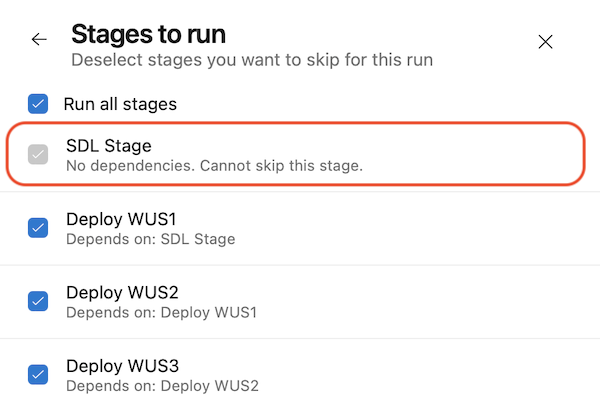 Stages to run
Deselect stages you want to skip for this run
Run all stages
SDL Stage
No dependencies. Cannot skip this stage.
Deploy WUS1
Depends on: SDL Stage
Deploy WUS2
Depends on: Deploy WUS1
Deploy WUS3
Depends on: Deploy WUS2